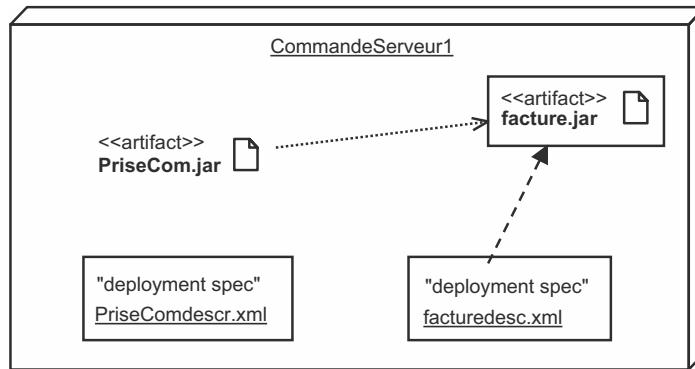 CommandeServeur1
<<artifact>>
facture.jar
<<artifact>>
PriseCom.jar
"deployment spec"
PriseComdescr.xml
"deployment spec"
facturedesc.xml